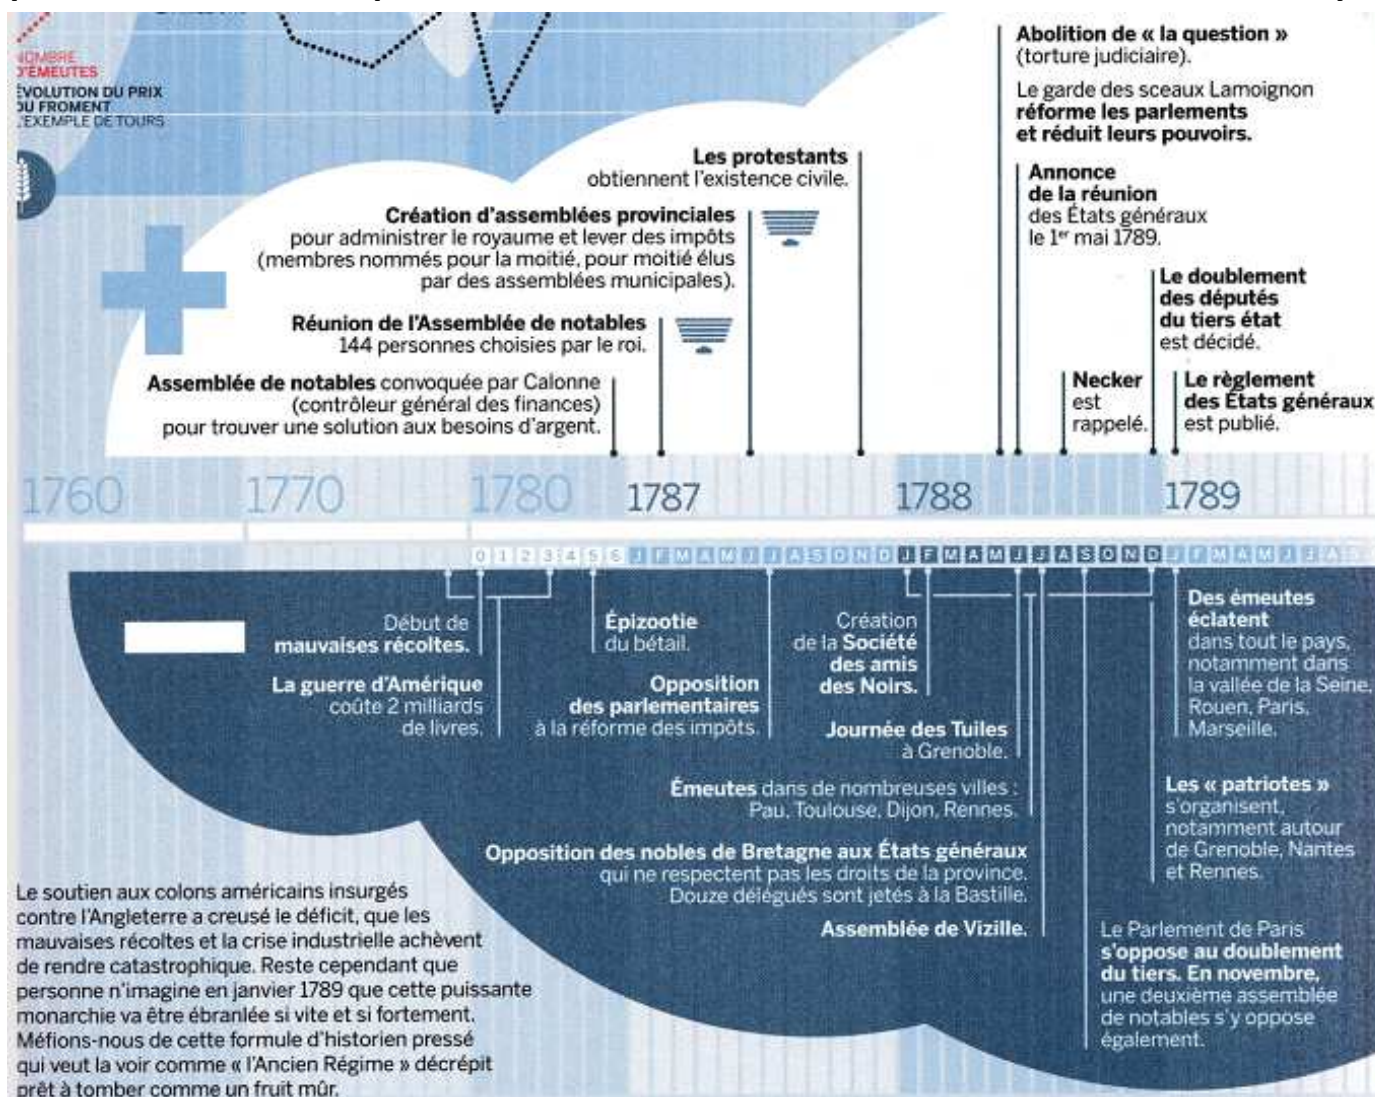 NOMBRE
D'ÉMEUTES
ÉVOLUTION DU PRIX
DU FROMENT
L'EXEMPLE DE TOURS
Abolition de « la question »
(torture judiciaire).
Le garde des sceaux Lamoignon
réforme les parlements
et réduit leurs pouvoirs.
Les protestants
obtiennent l'existence civile.
Annonce
de la réunion
des États généraux
le 1er mai 1789.
Création d'assemblées provinciales
pour administrer le royaume et lever des impôts
(membres nommés pour la moitié, pour moitié élus
par des assemblées municipales).
Le doublement
des députés
du tiers état
est décidé.
Réunion de l'Assemblée de notables
144 personnes choisies par le roi.
Assemblée de notables convoquée par Calonne
(contrôleur général des finances)
pour trouver une solution aux besoins d'argent.
Necker
est
rappelé.
Le règlement
des États généraux
est publié.
1760 1770 1780 1787 1788 1789
0 1 2 3 4 5 6 J F M A M J J A S O N D J F M A M J J A S O N D J F M A M J J A S
Début de
mauvaises récoltes.
La guerre d'Amérique
coûte 2 milliards
de livres.
Épizootie
du bétail.
Opposition
des parlementaires
à la réforme des impôts.
Création
de la Société
des amis
des Noirs.
Journée des Tuiles
à Grenoble.
Émeutes dans de nombreuses villes :
Pau, Toulouse, Dijon, Rennes.
Opposition des nobles de Bretagne aux États généraux
qui ne respectent pas les droits de la province.
Douze délégués sont jetés à la Bastille.
Assemblée de Vizille.
Des émeutes
éclatent
dans tout le pays,
notamment dans
la vallée de la Seine,
Rouen, Paris,
Marseille.
Les « patriotes »
s'organisent,
notamment autour
de Grenoble, Nantes
et Rennes.
Le Parlement de Paris
s'oppose au doublement
du tiers. En novembre,
une deuxième assemblée
de notables s'y oppose
également.
Le soutien aux colons américains insurgés
contre l'Angleterre a creusé le déficit, que les
mauvaises récoltes et la crise industrielle achèvent
de rendre catastrophique. Reste cependant que
personne n'imagine en janvier 1789 que cette puissante
monarchie va être ébranlée si vite et si fortement.
Méfions-nous de cette formule d'historien pressé
qui veut la voir comme « l'Ancien Régime » décrépit
prêt à tomber comme un fruit mûr.